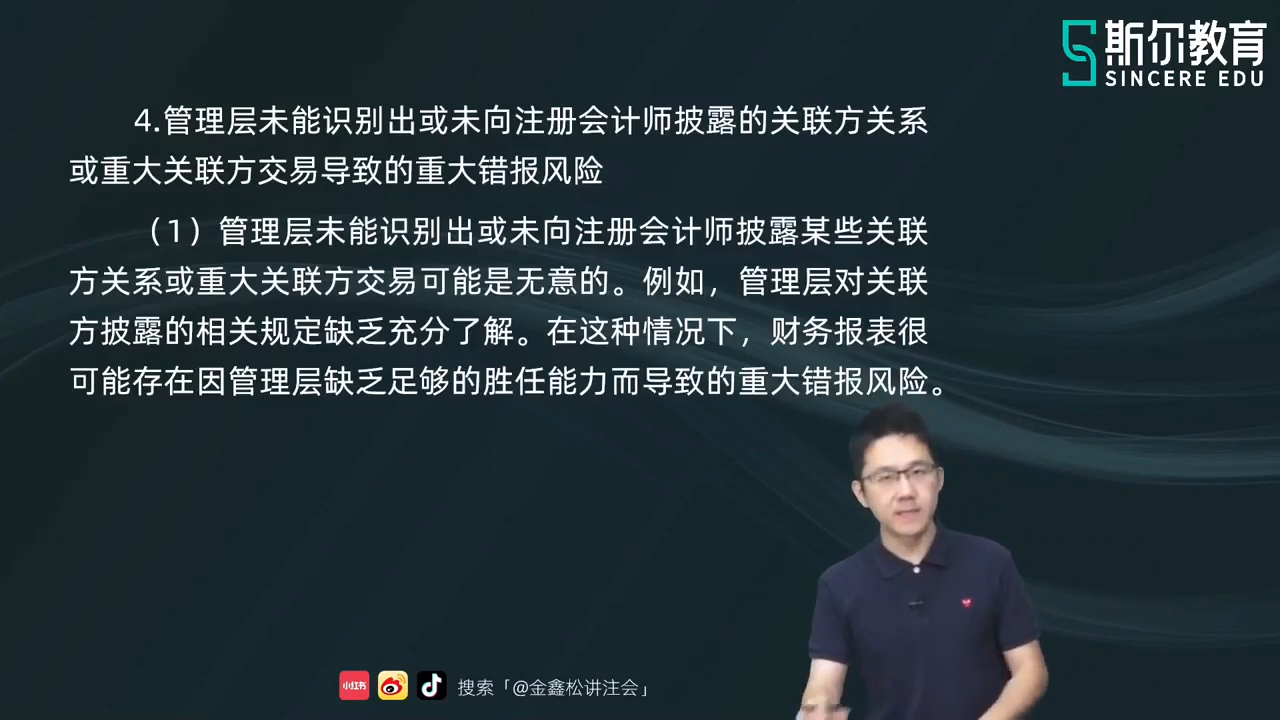 斯尔教育
SINCERE EDU
4.管理层未能识别出或未向注册会计师披露的关联方关系
或重大关联方交易导致的重大错报风险
（1）管理层未能识别出或未向注册会计师披露某些关联
方关系或重大关联方交易可能是无意的。例如，管理层对关联
方披露的相关规定缺乏充分了解。在这种情况下，财务报表很
可能存在因管理层缺乏足够的胜任能力而导致的重大错报风险。
小红书
搜索「@金鑫松讲注会」